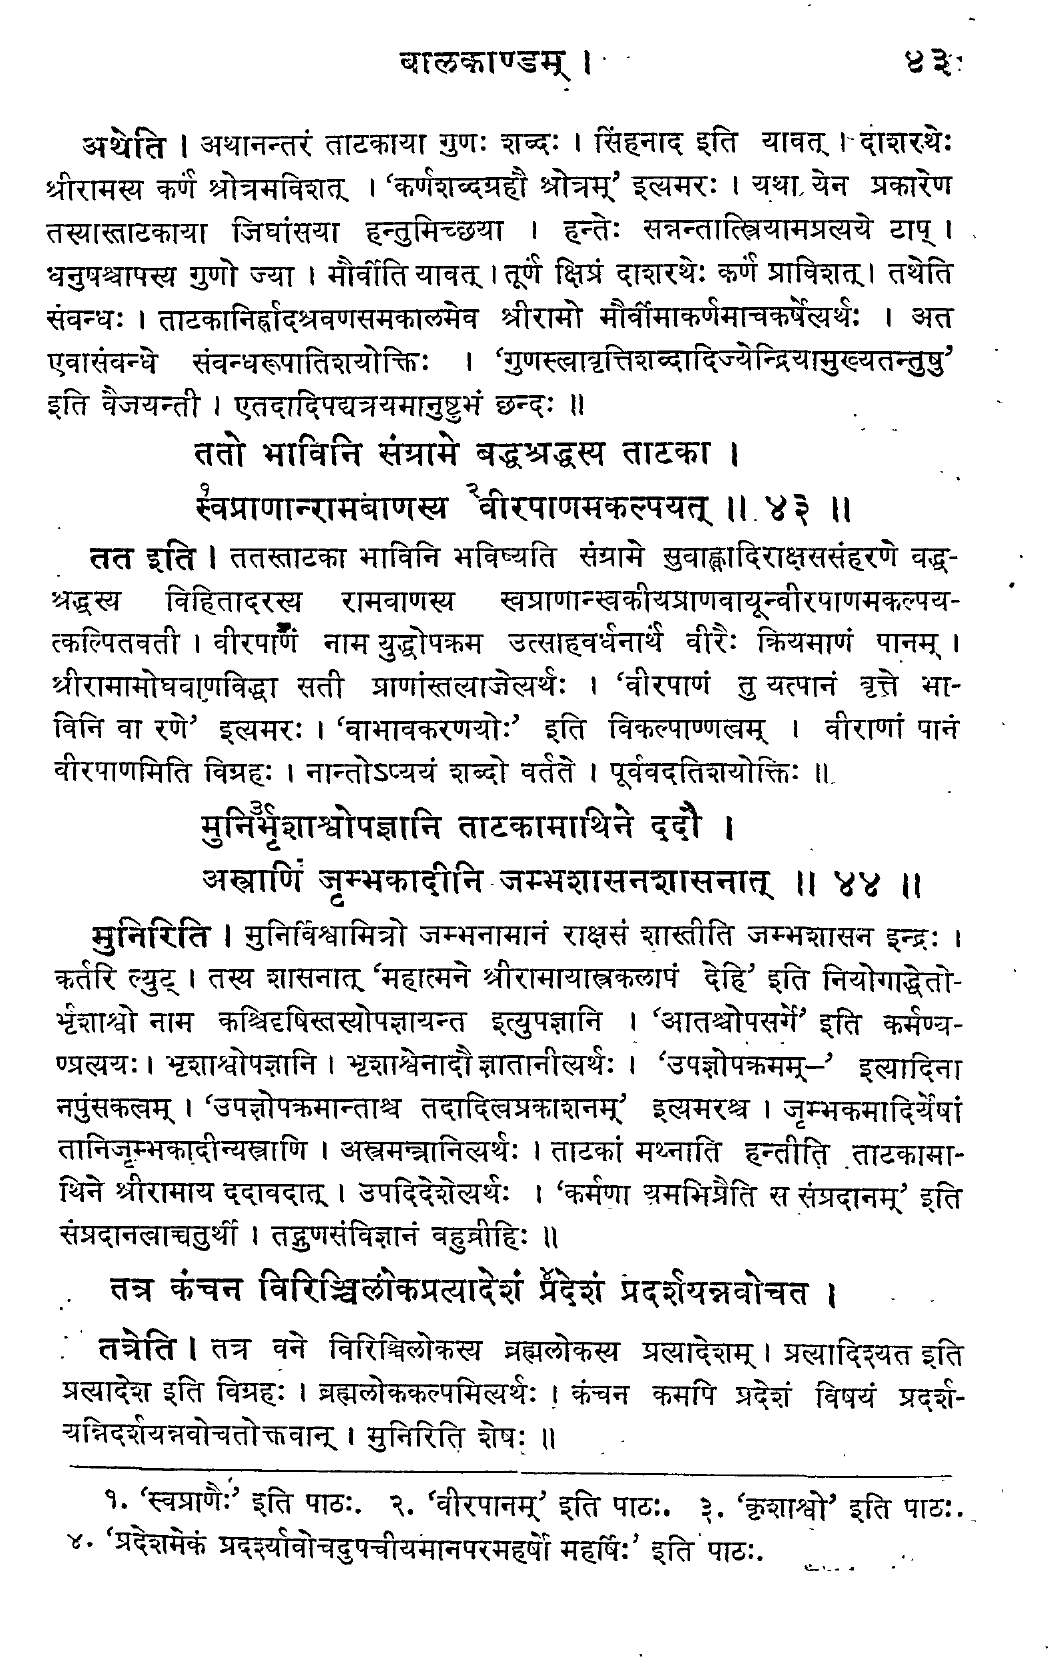 बालकाण्डम् । ४३
अथेति । अथानन्तरं ताटकाया गुणः शब्दः । सिंहनाद इति यावत् । दाशरथेः
श्रीरामस्य कर्णं श्रोत्रमविशत् । ‘कर्णशब्दग्रहौ श्रोत्रम्’ इत्यमरः । यथा येन प्रकारेण
तस्यास्ताटकाया जिघांसया हन्तुमिच्छया । हन्तेः सन्नन्तात्स्त्रियामप्रत्यये टाप् ।
धनुषश्चापस्य गुणो ज्या । मौर्वीति यावत् । तूर्णं क्षिप्रं दाशरथेः कर्णं प्राविशत् । तथेति
संबन्धः । ताटकानिर्ह्रादश्रवणसमकालमेव श्रीरामो मौर्वीमाकर्णमाचकर्षेत्यर्थः । अत
एवासंबन्धे संबन्धरूपातिशयोक्तिः । ‘गुणस्त्वावृत्तिशब्दादिज्येन्द्रियामुख्यतन्तुषु’
इति वैजयन्ती । एतदादिपद्यत्रयमानुष्टुभं छन्दः ॥
ततो भाविनि संग्रामे बद्धश्रद्धस्य ताटका ।
१स्वप्राणान्रामबाणस्य २वीरपाणमकल्पयत् ॥ ४३ ॥
तत इति । ततस्ताटका भाविनि भविष्यति संग्रामे सुबाह्वादिराक्षससंहरणे बद्ध-
श्रद्धस्य विहितादरस्य रामबाणस्य स्वप्राणान्स्वकीयप्राणवायून्वीरपाणमकल्पय-
त्कल्पितवती । वीरपाणं नाम युद्धोपक्रम उत्साहवर्धनार्थं वीरैः क्रियमाणं पानम् ।
श्रीरामामोघबाणविद्धा सती प्राणांस्तत्याजेत्यर्थः । ‘वीरपाणं तु यत्पानं वृत्ते भा-
विनि वा रणे’ इत्यमरः । ‘वाभावकरणयोः’ इति विकल्पाण्णत्वम् । वीराणां पानं
वीरपाणमिति विग्रहः । नान्तोऽप्ययं शब्दो वर्तते । पूर्ववदतिशयोक्तिः ॥
मुनि३र्भृशाश्वोपज्ञानि ताटकामाथिने ददौ ।
अस्त्राणि जृम्भकादीनि जम्भशासनशासनात् ॥ ४४ ॥
मुनिरिति । मुनिर्विश्वामित्रो जम्भनामानं राक्षसं शास्तीति जम्भशासन इन्द्रः ।
कर्तरि ल्युट् । तस्य शासनात् ‘महात्मने श्रीरामायास्त्रकलापं देहि’ इति नियोगाद्धेतो-
र्भृशाश्वो नाम कश्चिदृषिस्तस्योपज्ञायन्त इत्युपज्ञानि । ‘आतश्चोपसर्गे’ इति कर्मण्य-
ण्प्रत्ययः । भृशाश्वोपज्ञानि । भृशाश्वेनादौ ज्ञातानीत्यर्थः । ‘उपज्ञोपक्रमम्–’ इत्यादिना
नपुंसकत्वम् । ‘उपज्ञोपक्रमान्ताश्च तदादित्वप्रकाशनम्’ इत्यमरश्च । जृम्भकमादिर्येषां
तानि जृम्भकादीन्यस्त्राणि । अस्त्रमन्त्रानित्यर्थः । ताटकां मथ्नाति हन्तीति ताटकामा-
थिने श्रीरामाय ददावदात् । उपदिदेशेत्यर्थः । ‘कर्मणा यमभिप्रैति स संप्रदानम्’ इति
संप्रदानत्वाच्चतुर्थी । तद्गुणसंविज्ञानं बहुव्रीहिः ॥
तत्र कंचन विरिञ्चिलोकप्रत्यादेशं ४प्रदेशं प्रदर्शयन्नवोचत ।
तत्रेति । तत्र वने विरिञ्चिलोकस्य ब्रह्मलोकस्य प्रत्यादेशम् । प्रत्यादिश्यत इति
प्रत्यादेश इति विग्रहः । ब्रह्मलोककल्पमित्यर्थः । कंचन कमपि प्रदेशं विषयं प्रदर्श-
यन्निदर्शयन्नवोचतोक्तवान् । मुनिरिति शेषः ॥
१. ‘स्वप्राणैः’ इति पाठः. २. ‘वीरपानम्’ इति पाठः. ३. ‘कृशाश्वो’ इति पाठः.
४. ‘प्रदेशमेकं प्रदर्श्यावोचदुपचीयमानपरमहर्षो महर्षिः’ इति पाठः.